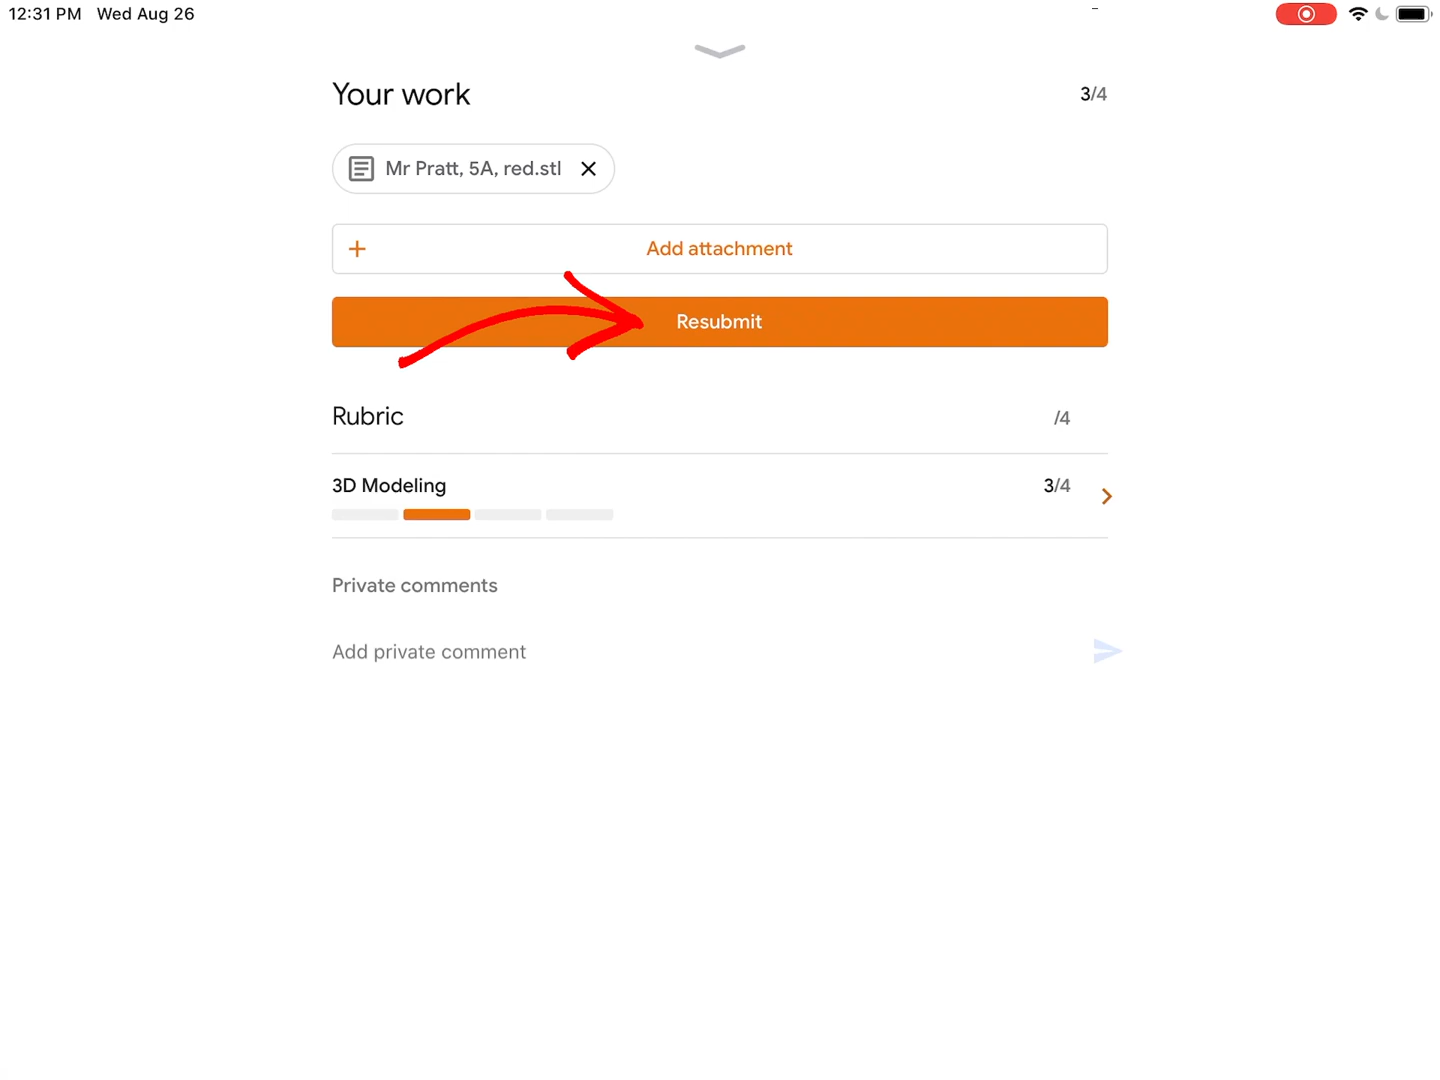 12:31 PM Wed Aug 26
Your work 3/4
Mr Pratt, 5A, red.stl
Add attachment
Resubmit
Rubric /4
3D Modeling 3/4
Private comments
Add private comment